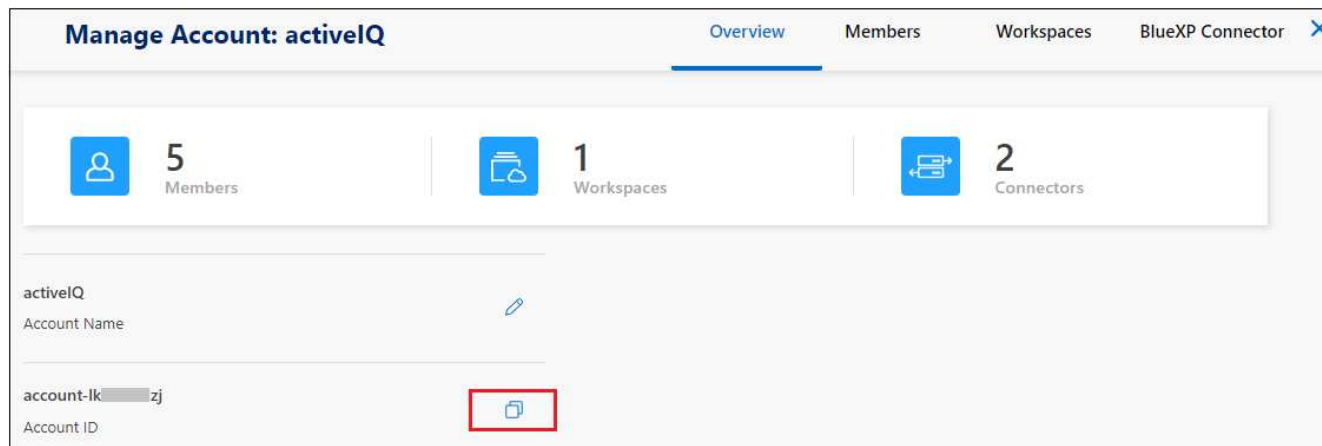 Manage Account: activeIQ
Overview
Members
Workspaces
BlueXP Connector
5
Members
1
Workspaces
2
Connectors
activeIQ
Account Name
account-lk zj
Account ID